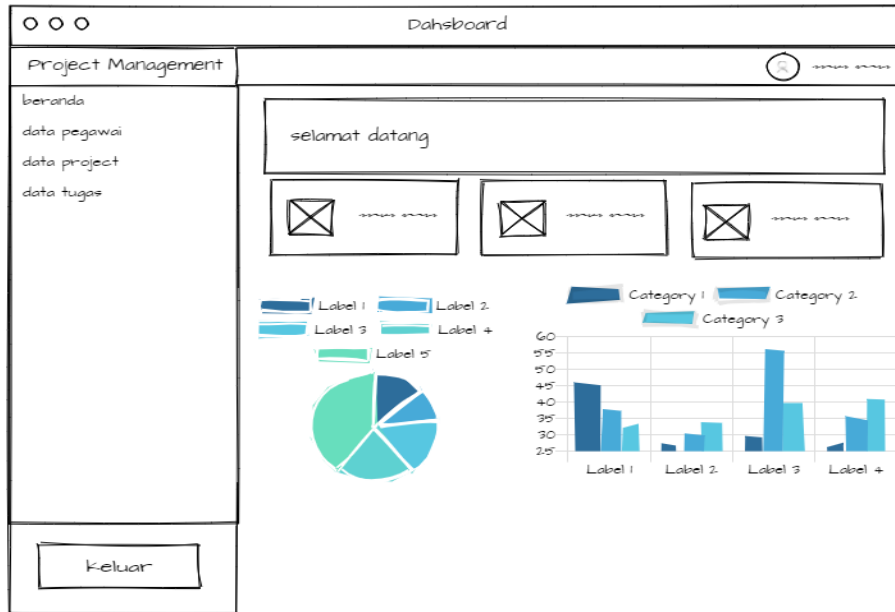 Dahsboard
Project Management
beranda
data pegawai
data project
data tugas
keluar
selamat datang
Label 1 Label 2
Label 3 Label 4
Label 5
Category 1 Category 2
Category 3
60
55
50
45
40
35
30
25
Label 1 Label 2 Label 3 Label 4